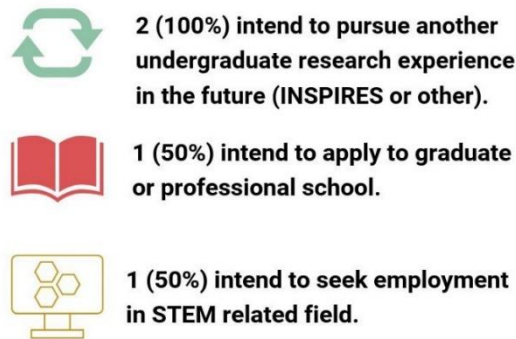 2 (100%) intend to pursue another
undergraduate research experience
in the future (INSPIRES or other).
1 (50%) intend to apply to graduate
or professional school.
1 (50%) intend to seek employment
in STEM related field.